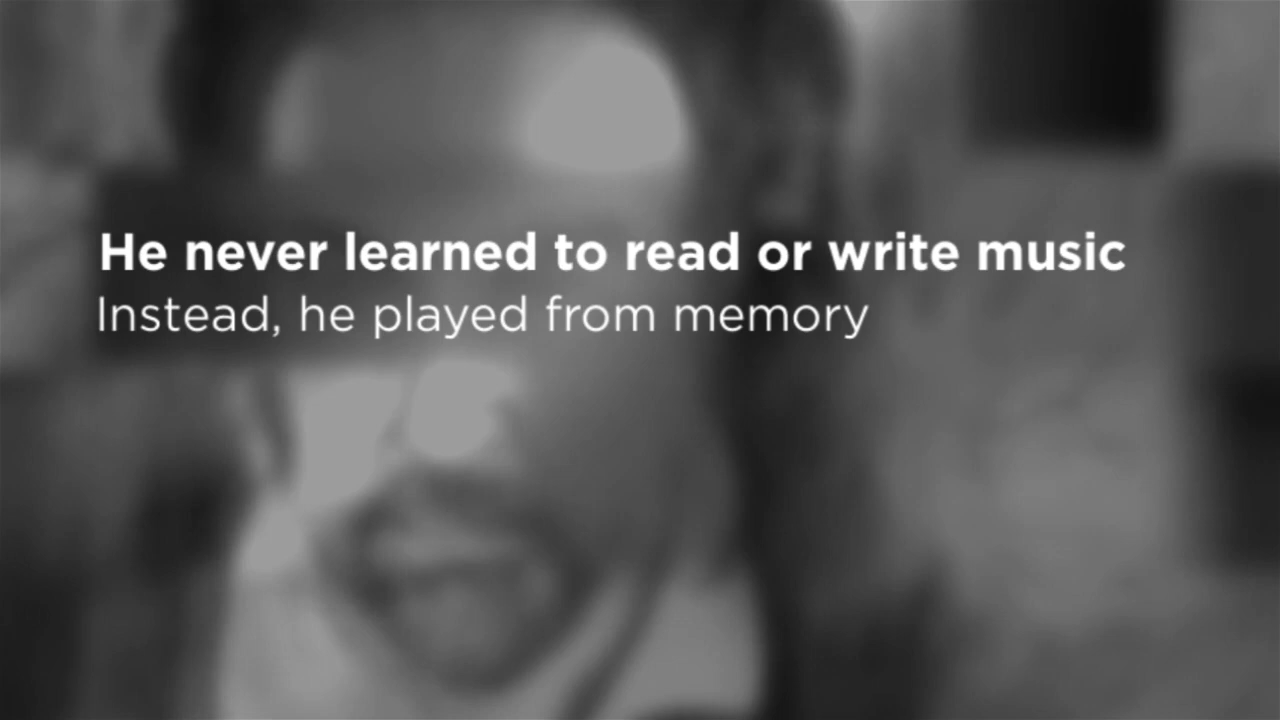 He never learned to read or write music
Instead, he played from memory